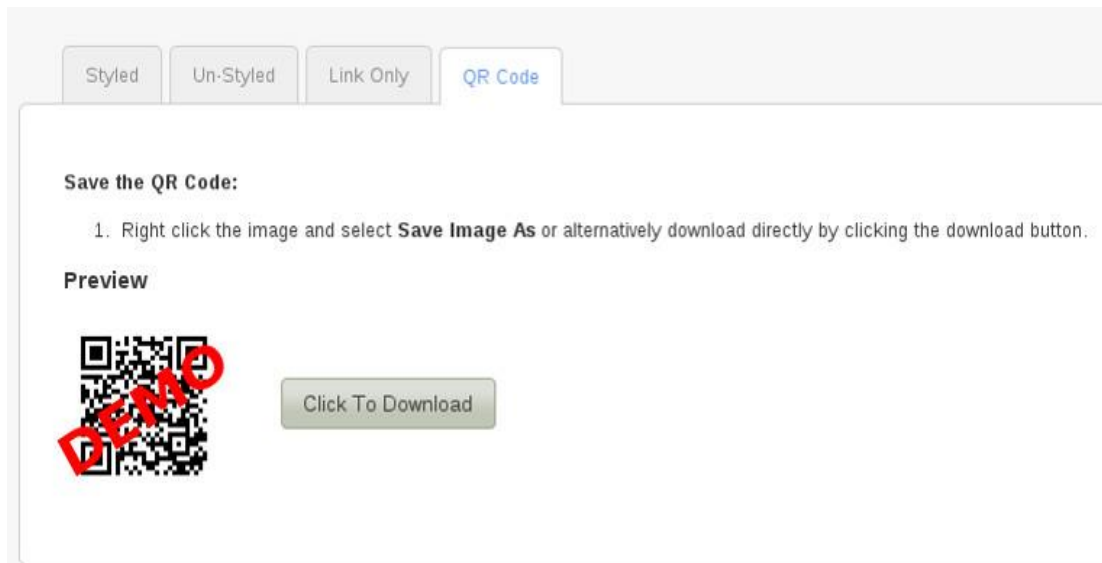 Styled Un-Styled Link Only QR Code
Save the QR Code:
1. Right click the image and select Save Image As or alternatively download directly by clicking the download button.
Preview
DEMO
Click To Download